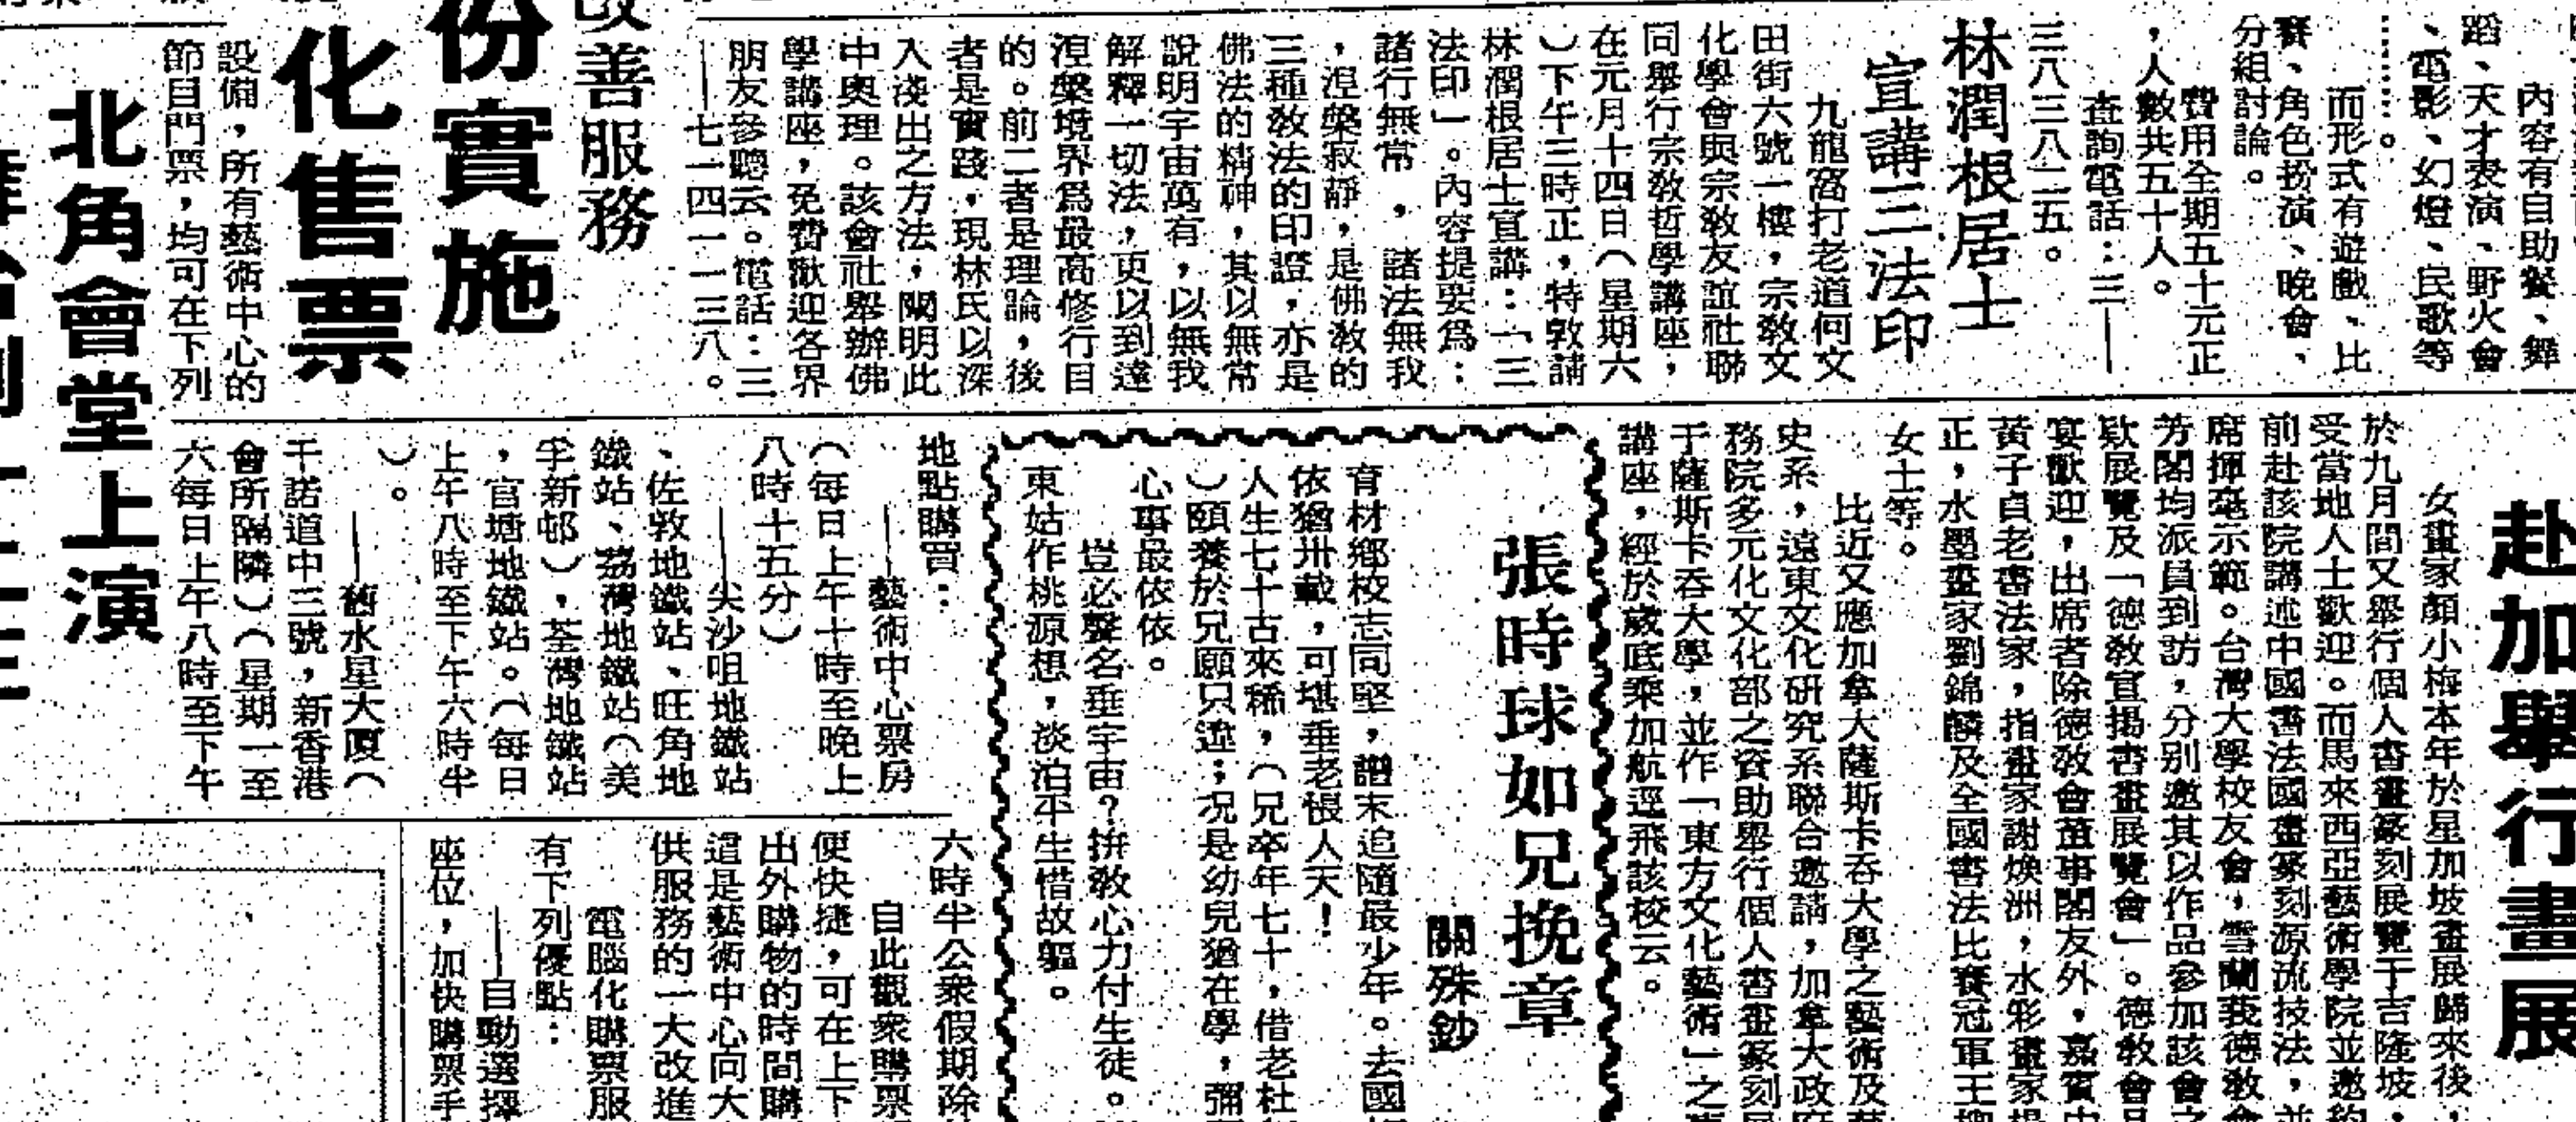 內容有自助餐、舞
蹈、天才表演、野火會
、電影、幻燈、民歌等
……。
而形式有遊戲、比
賽、角色扮演、晚會、
分組討論。
費用全期五十元正
，人數共五十人。
查詢電話：三——
三八三八二五。
林潤根居士
宣講三法印
九龍窩打老道何文
田街六號一樓，宗教文
化學會與宗教友誼社聯
同舉行宗教哲學講座，
在元月十四日（星期六
）下午三時正，特敦請
林潤根居士宣講：「三
法印」。內容提要爲：
諸行無常，諸法無我
，湼槃寂靜，是佛教的
三種教法的印證，亦是
佛法的精神，其以無常
說明宇宙萬有，以無我
解釋一切法，更以到達
湼槃境界爲最高修行目
的。前二者是理論，後
者是實踐，現林民以深
入淺出之方法，闡明此
中奧理。該會社舉辦佛
學講座，免費歡迎各界
朋友參聽云。電話：三
——七一四一一三八。
改善服務
份實施
化售票
設備，所有藝術中心的
節目門票，均可在下列
地點購買：
——藝術中心票房
（每日上午十時至晚上
八時十五分）
——尖沙咀地鐵站
、佐敦地鐵站、旺角地
鐵站、荔灣地鐵站（美
孚新邨），荃灣地鐵站
，官塘地鐵站。（每日
上午八時至下午六時半
）。
——舊水星大厦（
干諾道中三號，新香港
會所隔隣）（星期一至
六每日上午八時至下午
六時半公衆假期除
自此觀衆購票
便快捷，可在上下
出外購物的時間購
這是藝術中心向大
供服務的一大改進
電腦化購票服
有下列優點：
——自動選擇
座位，加快購票手
北角會堂上演
赴加舉行畫展
女畫家顏小梅本年於星加坡畫展歸來後，
於九月間又舉行個人書畫篆刻展覽于吉隆坡，
受當地人士歡迎。而馬來西亞藝術學院並邀約
前赴該院講述中國書法國畫篆刻源流技法，並
席揮毫示範。台灣大學校友會，雪蘭莪德教會
芳閣均派員到訪，分别邀其以作品參加該會之
欵展覽及「德教宣揚書畫展覽會」。德教會
宴歡迎，出席者除德教會董事閣友外，嘉賓由
黃子貞老書法家，指畫家謝煥洲，水彩畫家
正，水墨畫家劉錦麟及全國書法比賽冠軍王
女士等。
比近又應加拿大薩斯卡吞大學之藝術及
史系，遠東文化研究系聯合邀請，加拿大政府
務院多元化文化部之資助舉行個人書畫篆刻
于薩斯卡吞大學，並作「東方文化藝術」之
講座，經於歲底乘加航逕飛該校云。
張時球如兄挽章
關殊鈔
育材鄉校志同堅，譜末追隨最少年。去國
依猶卅載，可堪垂老悵人天！
人生七十古來稀，（兄卒年七十，借老杜
）頤養於兄願只違；况是幼兒猶在學，彌
心事最依依。
豈必聲名垂宇宙？拼教心力付生徒。
東姑作桃源想，淡泊平生惜故軀。